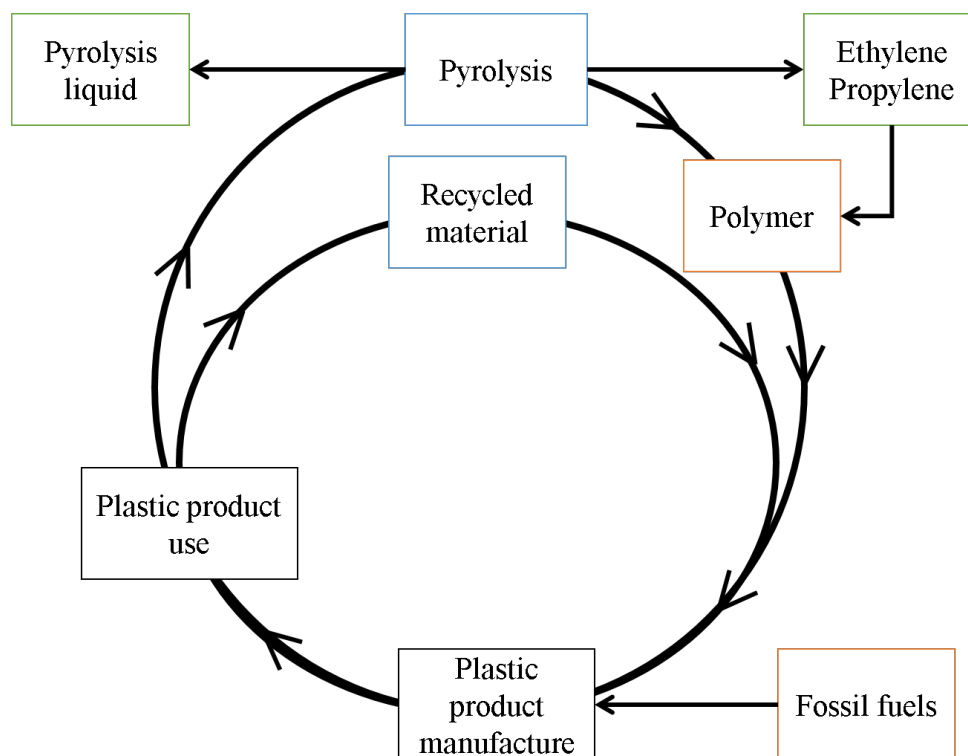 Pyrolysis
liquid
Pyrolysis
Ethylene
Propylene
Recycled
material
Polymer
Plastic product
use
Plastic
product
manufacture
Fossil fuels